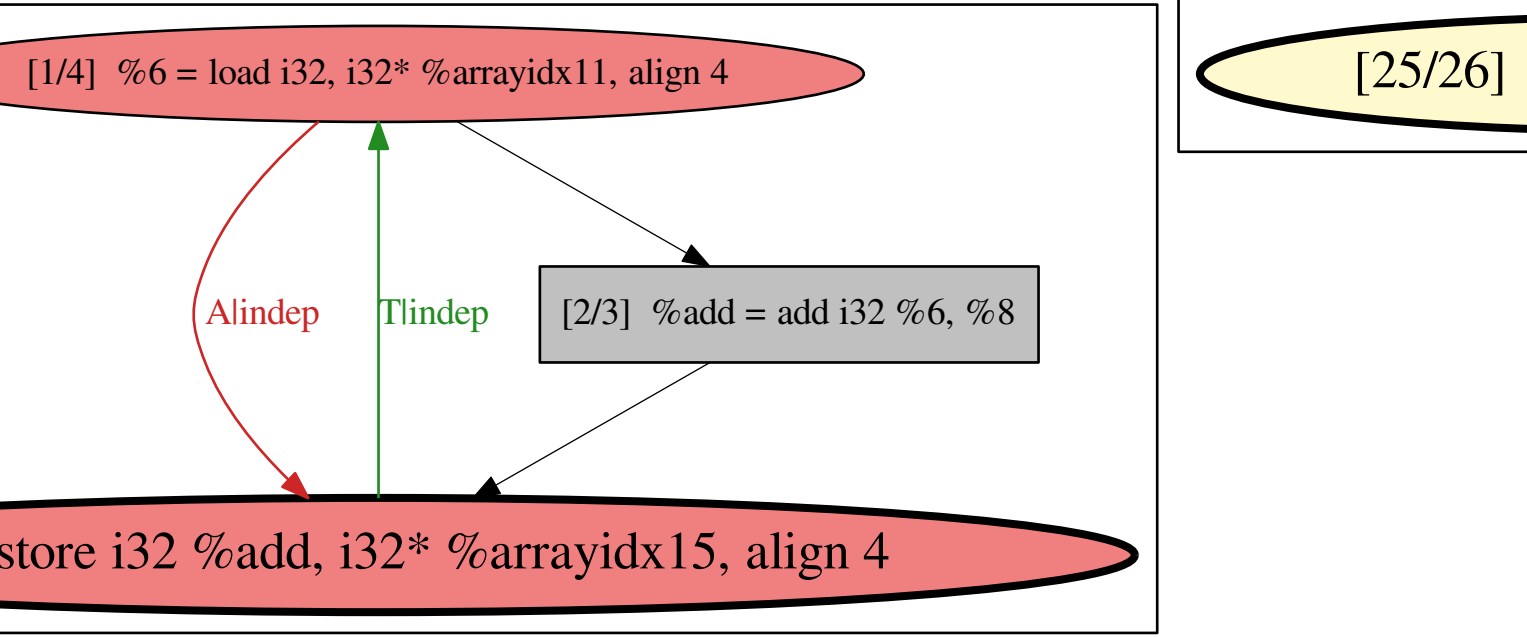 [1/4]  %6 = load i32, i32* %arrayidx11, align 4
[25/26]
A|indep
T|indep
[2/3]  %add = add i32 %6, %8
store i32 %add, i32* %arrayidx15, align 4